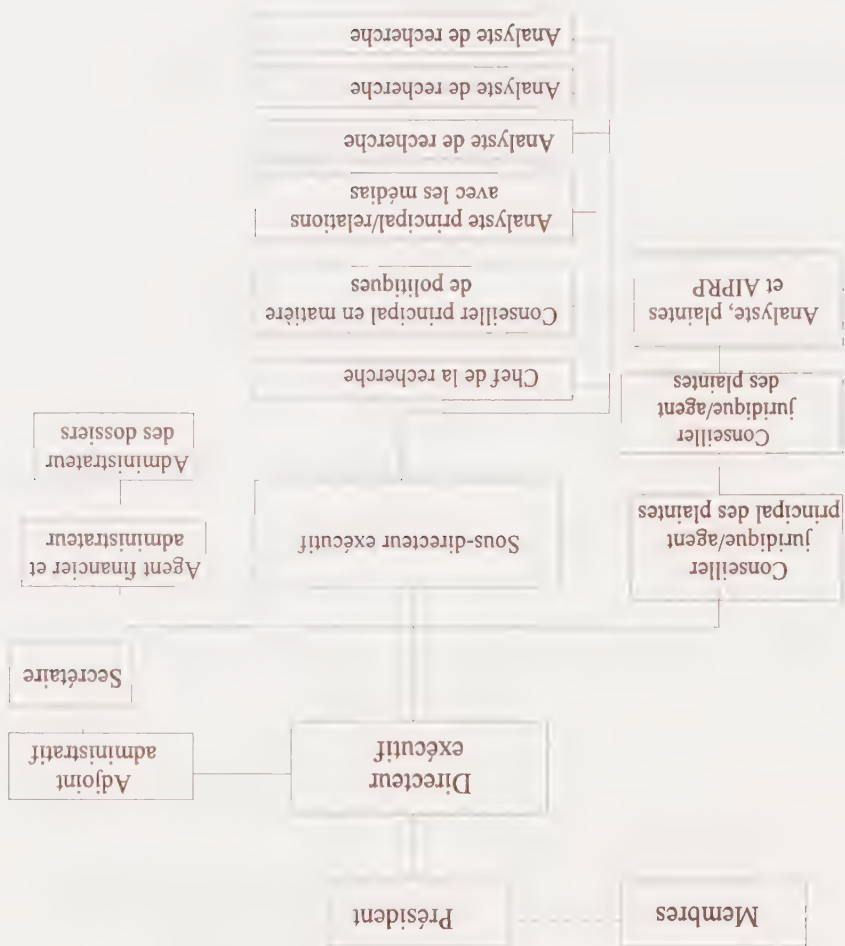 Membres
Président
Directeur
exécutif
Adjoint
administratif
Secrétaire
Conseiller
juridique/agent
principal des plaintes
Sous-directeur exécutif
Agent financier et
administrateur
Administrateur
des dossiers
Conseiller
juridique/agent
des plaintes
Analyste, plaintes
et AIPRP
Chef de la recherche
Conseiller principal en matière
de politiques
Analyste principal/relations
avec les médias
Analyste de recherche
Analyste de recherche
Analyste de recherche